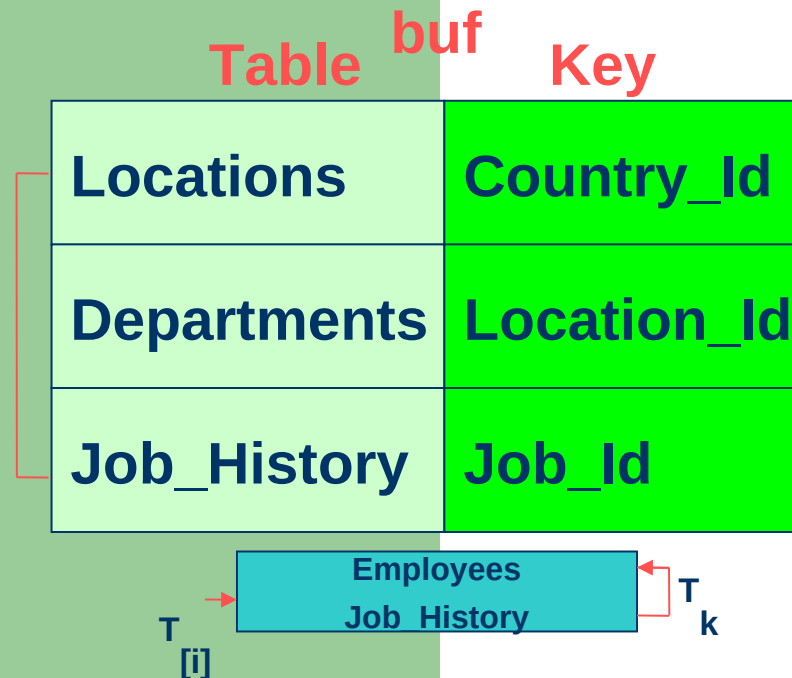 buf
Table Key
Locations Country_Id
Departments Location_Id
Job_History Job_Id
Employees
Job_History
T
k
T
[i]